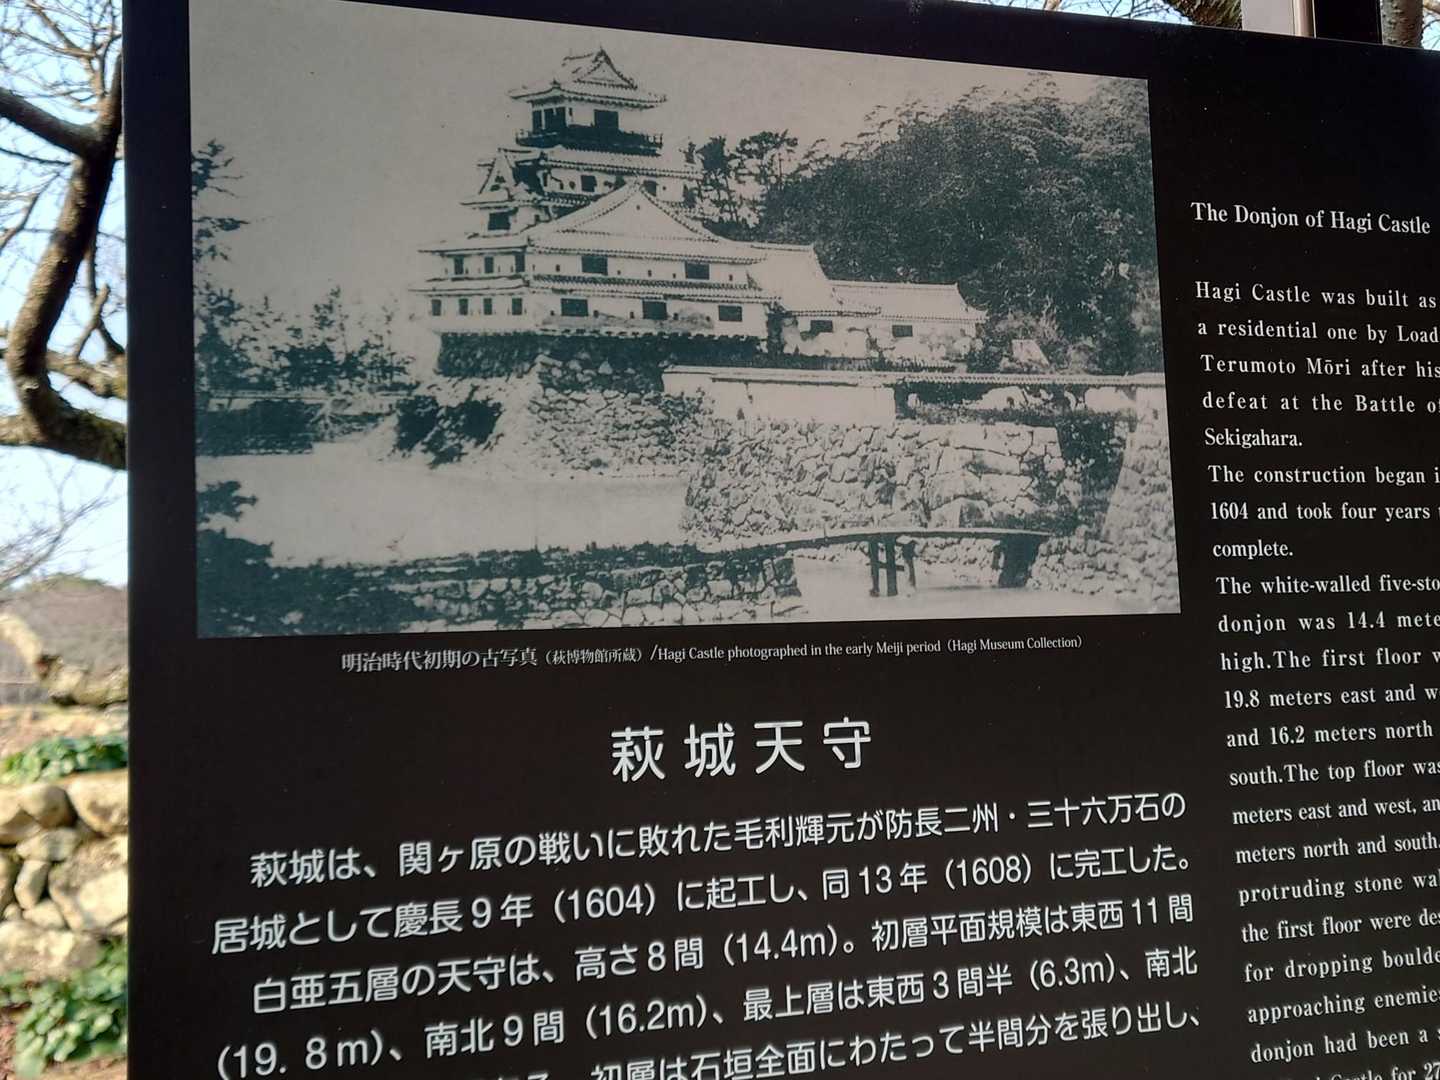 明治時代初期の古写真（萩博物館所蔵）/Hagi Castle photographed in the early Meiji period（Hagi Museum Collection）
萩城天守
萩城は、関ヶ原の戦いに敗れた毛利輝元が防長二州・三十六万石の
居城として慶長9年（1604）に起工し、同13年（1608）に完工した。
白亜五層の天守は、高さ8間（14.4m）。初層平面規模は東西11間
（19. 8m）、南北9間（16.2m）、最上層は東西3間半（6.3m）、南北
初層は石垣全面にわたって半間分を張り出し、
The Donjon of Hagi Castle
Hagi Castle was built as
a residential one by Load
Terumoto Mōri after his
defeat at the Battle of
Sekigahara.
The construction began
1604 and took four years
complete.
The white-walled
donjon was 14.4
high.The first floor
19.8 meters east and
and 16.2 meters north
south.The top floor was
meters east and west,
meters north and south.
protruding stone
the first floor were
for dropping
approaching
donjon had been a
for